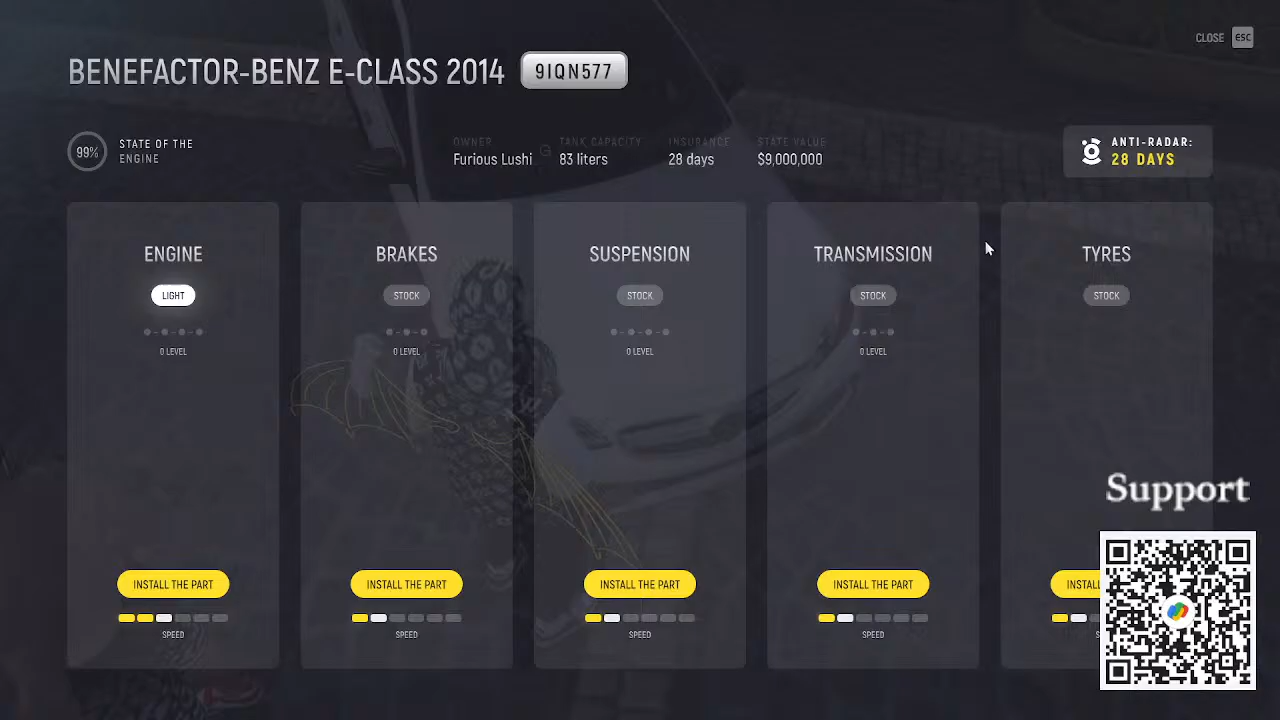 CLOSE ESC
BENEFACTOR-BENZ E-CLASS 2014 9IQN577
99% STATE OF THE
ENGINE
OWNER TANK CAPACITY INSURANCE STATE VALUE
Furious Lushi 83 liters 28 days $9,000,000
ANTI-RADAR:
28 DAYS
ENGINE BRAKES SUSPENSION TRANSMISSION TYRES
LIGHT STOCK STOCK STOCK STOCK
0 LEVEL 0 LEVEL 0 LEVEL 0 LEVEL
Support
INSTALL THE PART INSTALL THE PART INSTALL THE PART INSTALL THE PART
SPEED SPEED SPEED SPEED